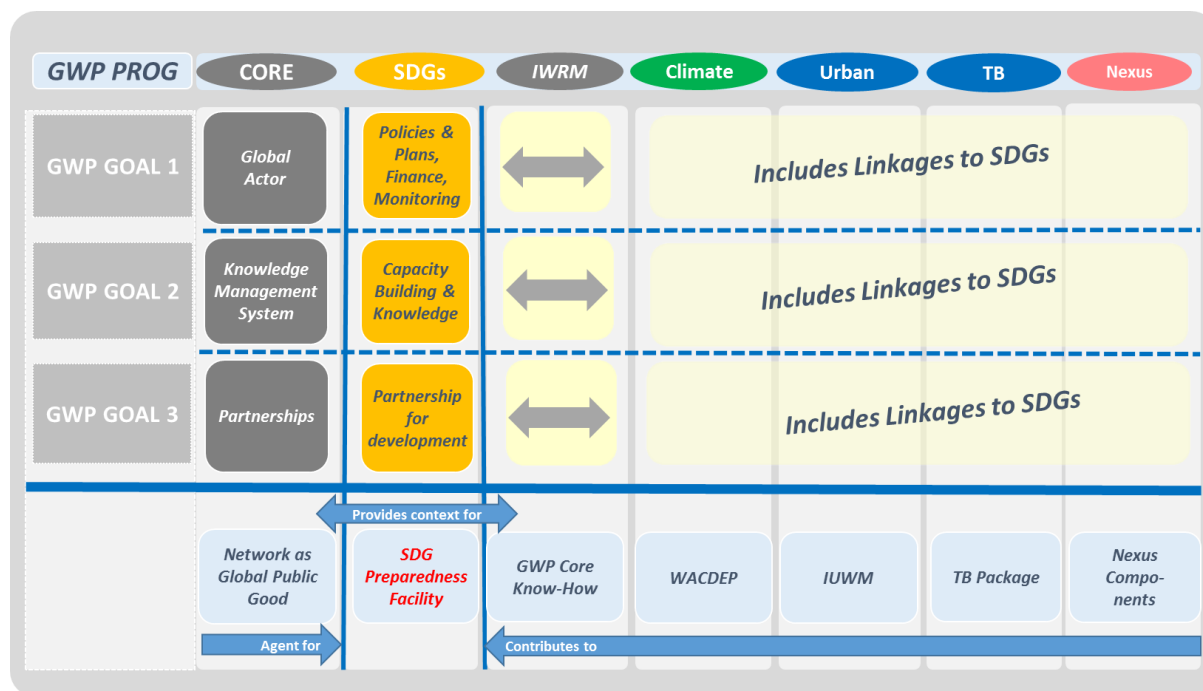 GWP PROG
CORE
SDGs
IWRM
Climate
Urban
TB
Nexus
GWP GOAL 1
Global
Actor
Policies &
Plans,
Finance,
Monitoring
Includes Linkages to SDGs
GWP GOAL 2
Knowledge
Management
System
Capacity
Building &
Knowledge
Includes Linkages to SDGs
GWP GOAL 3
Partnerships
Partnership
for
development
Includes Linkages to SDGs
Provides context for
Network as
Global Public
Good
SDG
Preparedness
Facility
GWP Core
Know-How
WACDEP
IUWM
TB Package
Nexus
Compo-
nents
Agent for
Contributes to